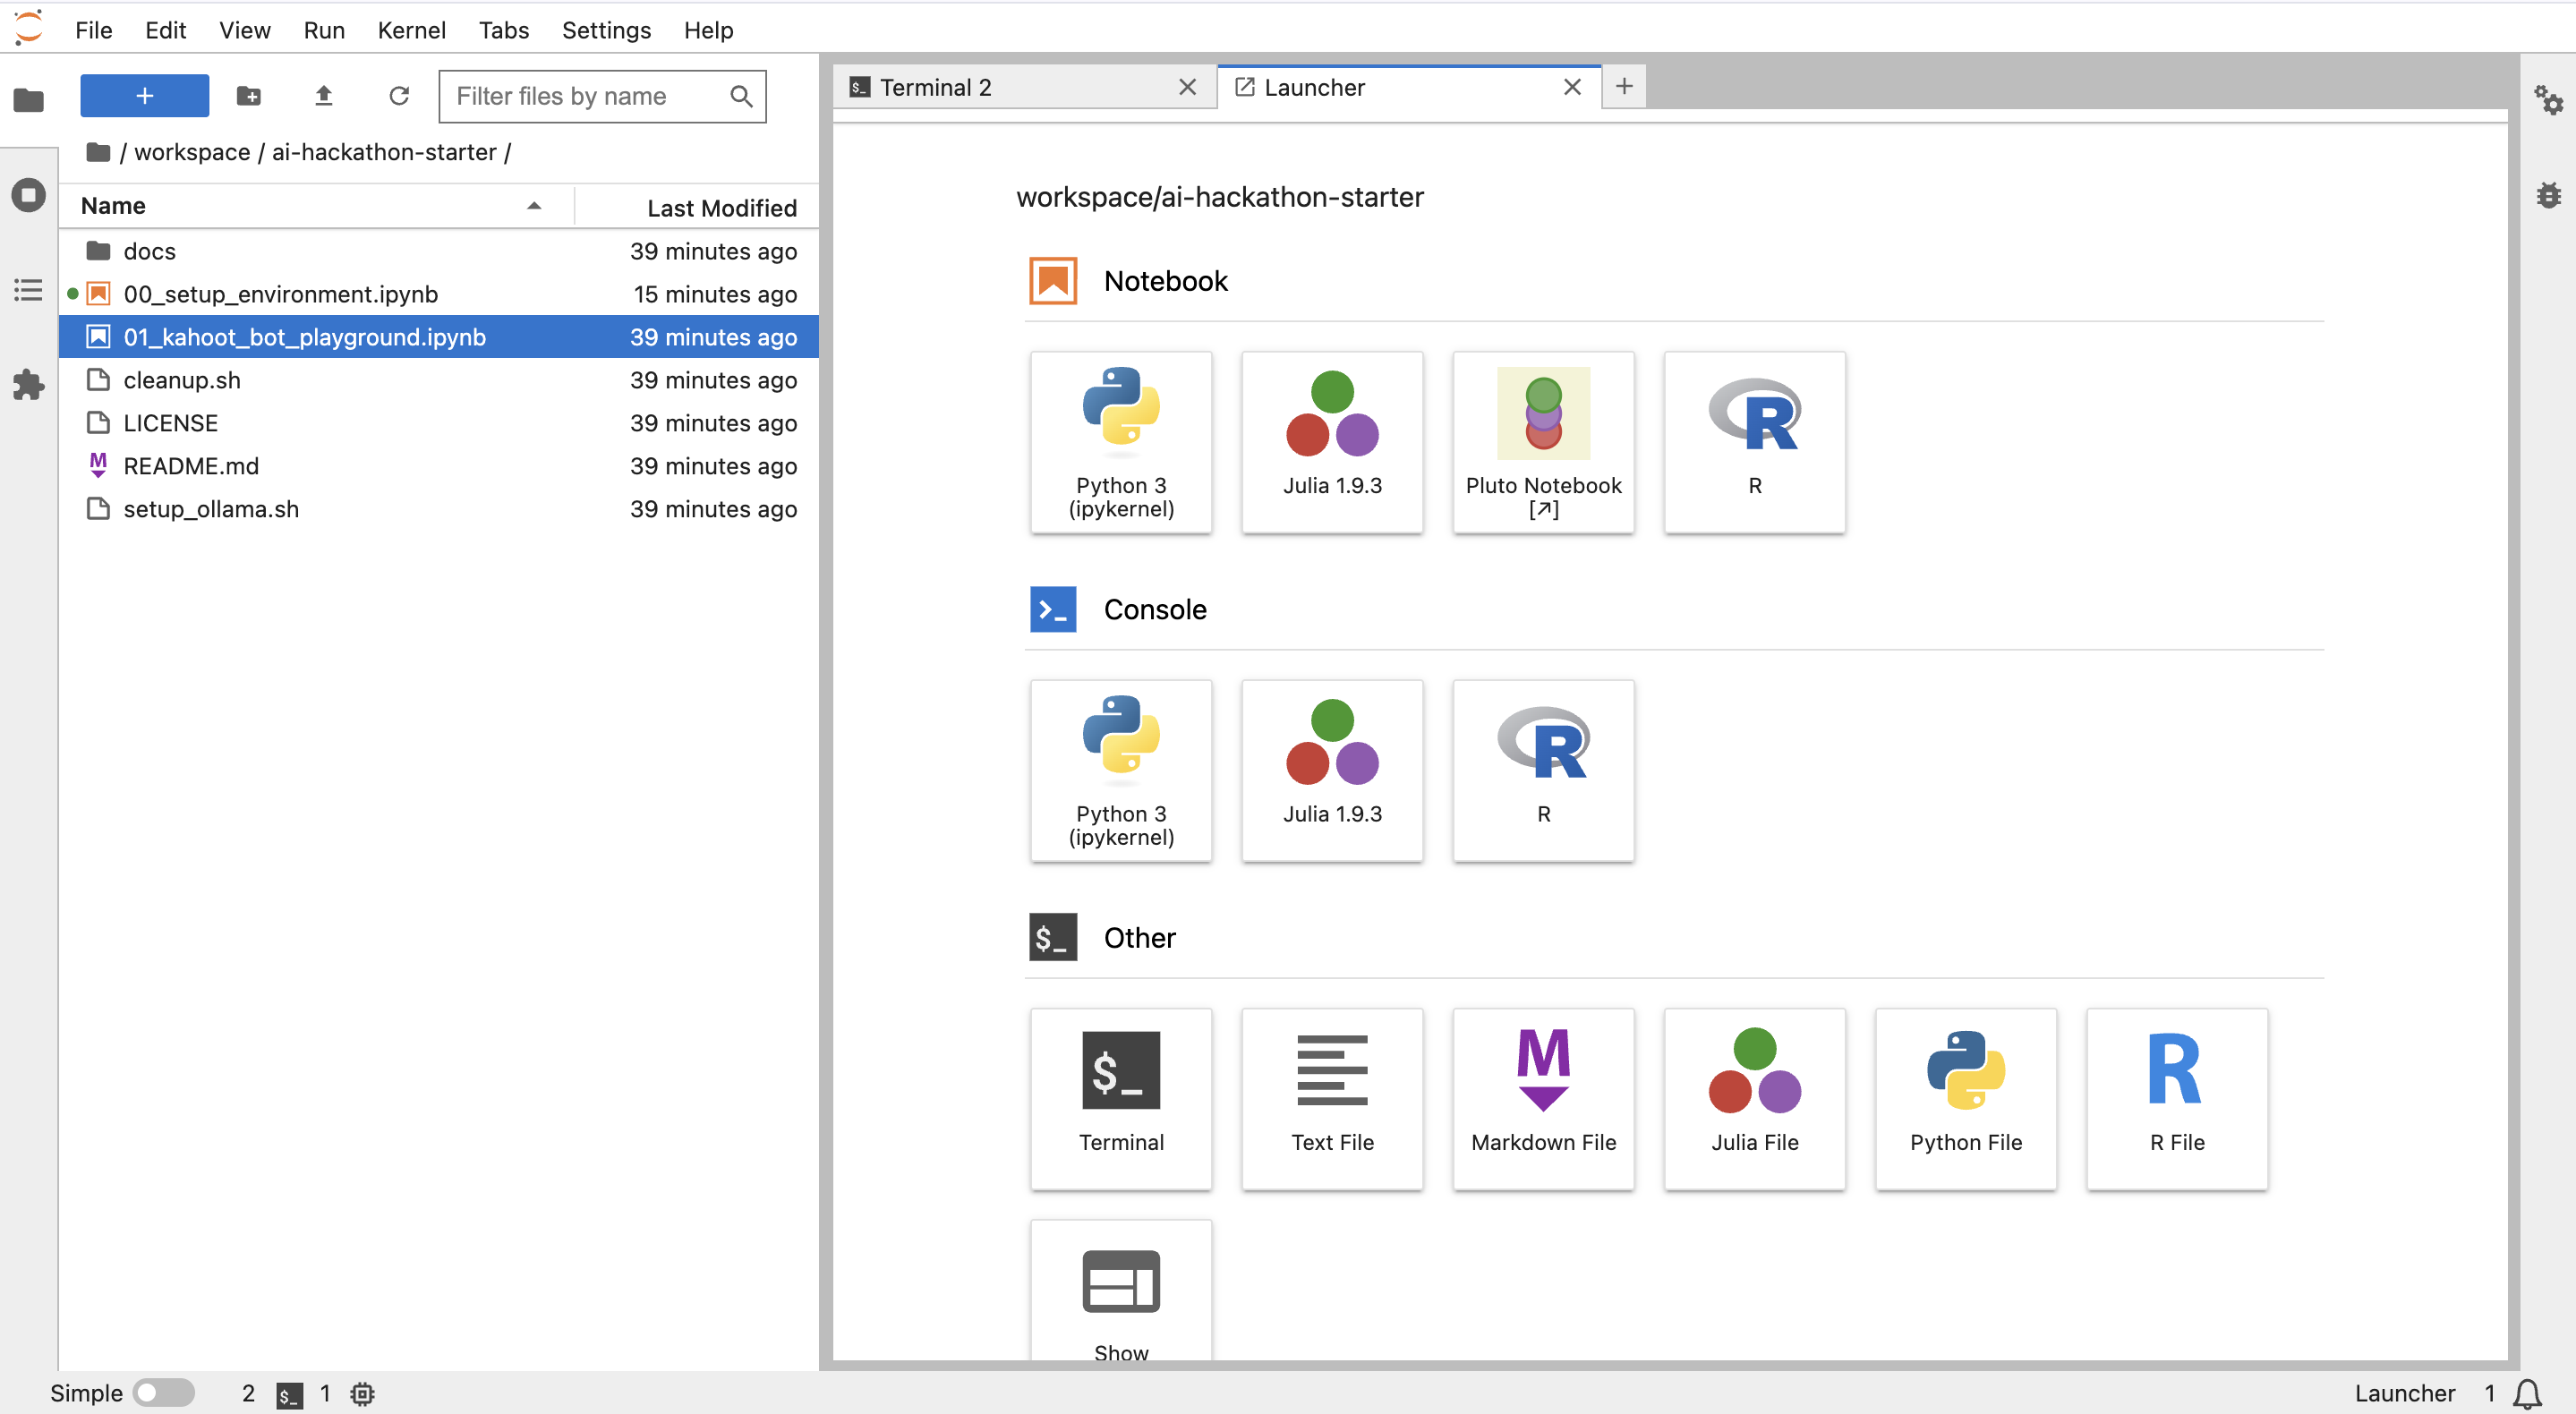 File Edit View Run Kernel Tabs Settings Help
+
Filter files by name
/ workspace / ai-hackathon-starter /
Name Last Modified
docs 39 minutes ago
00_setup_environment.ipynb 15 minutes ago
01_kahoot_bot_playground.ipynb 39 minutes ago
cleanup.sh 39 minutes ago
LICENSE 39 minutes ago
M README.md 39 minutes ago
setup_ollama.sh 39 minutes ago
$_ Terminal 2 Launcher +
workspace/ai-hackathon-starter
Notebook
Python 3 Julia 1.9.3 Pluto Notebook R
(ipykernel) [↗]
>_ Console
Python 3 Julia 1.9.3 R
(ipykernel)
$_ Other
$_ M R
Terminal Text File Markdown File Julia File Python File R File
Show
Simple 2 $_ 1 Launcher 1